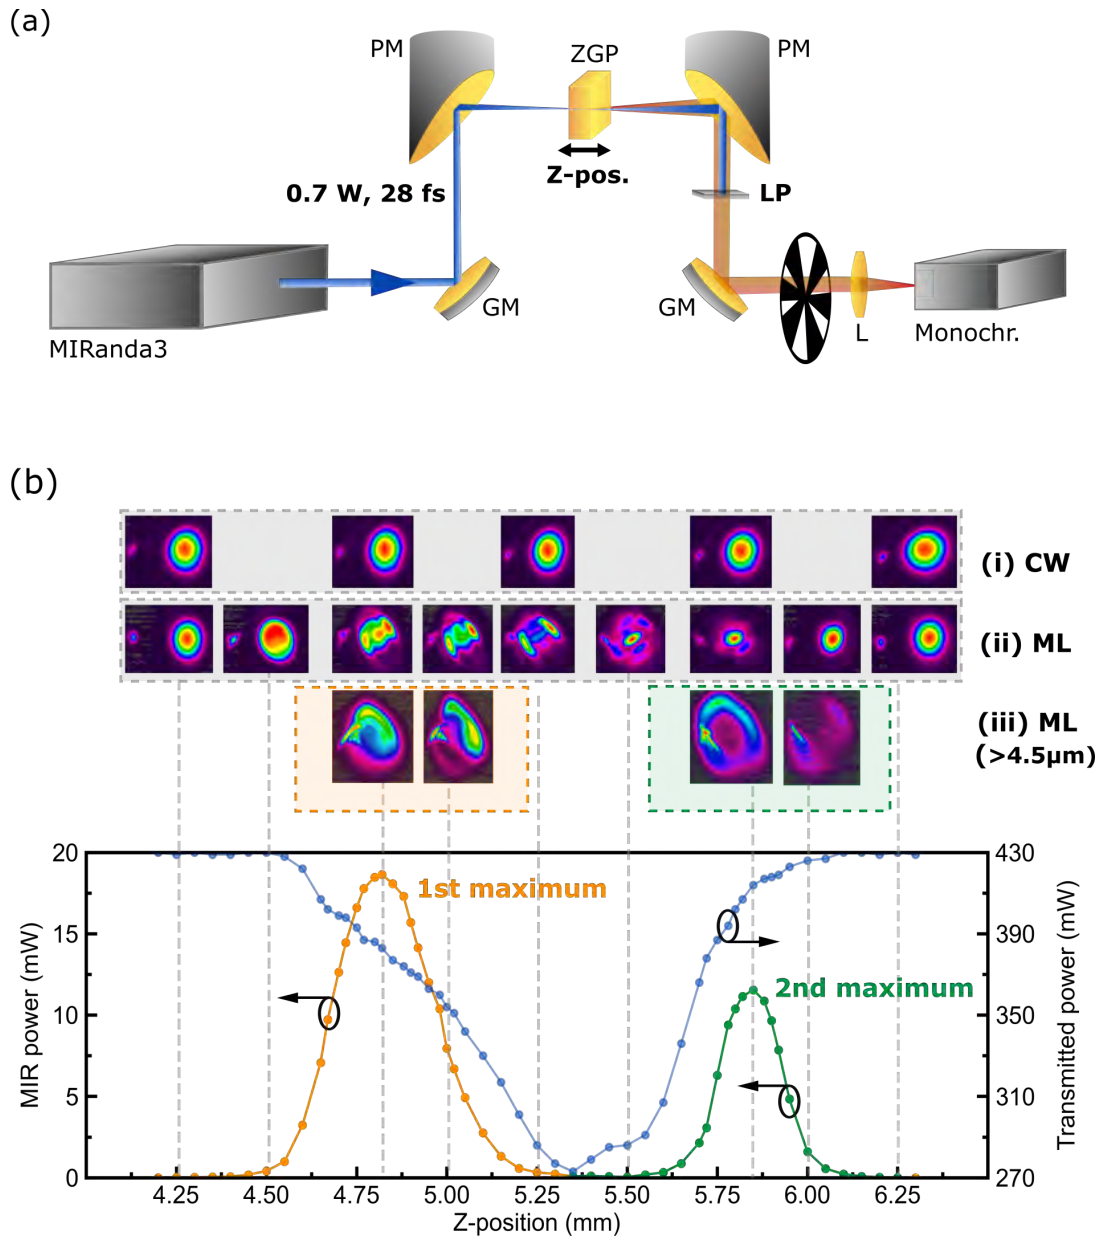 (a)
PM
ZGP
PM
Z-pos.
0.7 W, 28 fs
LP
GM
GM
L
MIRanda3
Monochr.
(b)
(i) CW
(ii) ML
(iii) ML
(>4.5μm)
20
15
10
5
0
MIR power (mW)
1st maximum
2nd maximum
430
390
350
310
270
Transmitted power (mW)
4.25 4.50 4.75 5.00 5.25 5.50 5.75 6.00 6.25
Z-position (mm)